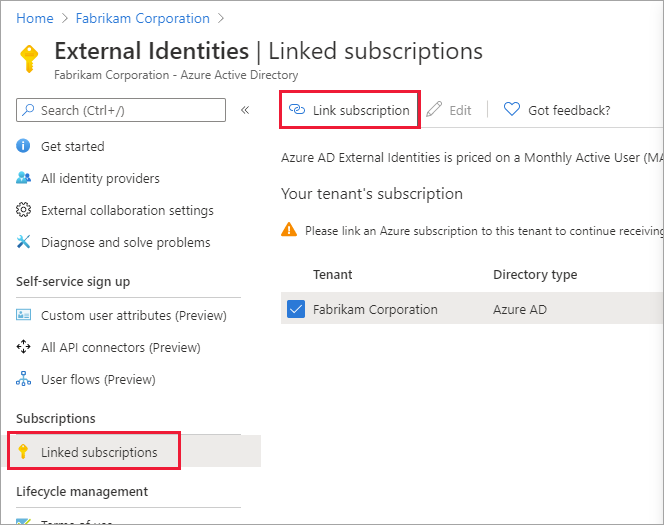 Home > Fabrikam Corporation >
External Identities | Linked subscriptions
Fabrikam Corporation - Azure Active Directory
Search (Ctrl+/) «
Get started
All identity providers
External collaboration settings
Diagnose and solve problems
Self-service sign up
Custom user attributes (Preview)
All API connectors (Preview)
User flows (Preview)
Subscriptions
Linked subscriptions
Lifecycle management
Terms of use
Link subscription Edit Got feedback?
Azure AD External Identities is priced on a Monthly Active User (MA
Your tenant's subscription
Please link an Azure subscription to this tenant to continue receiving
Tenant Directory type
Fabrikam Corporation Azure AD